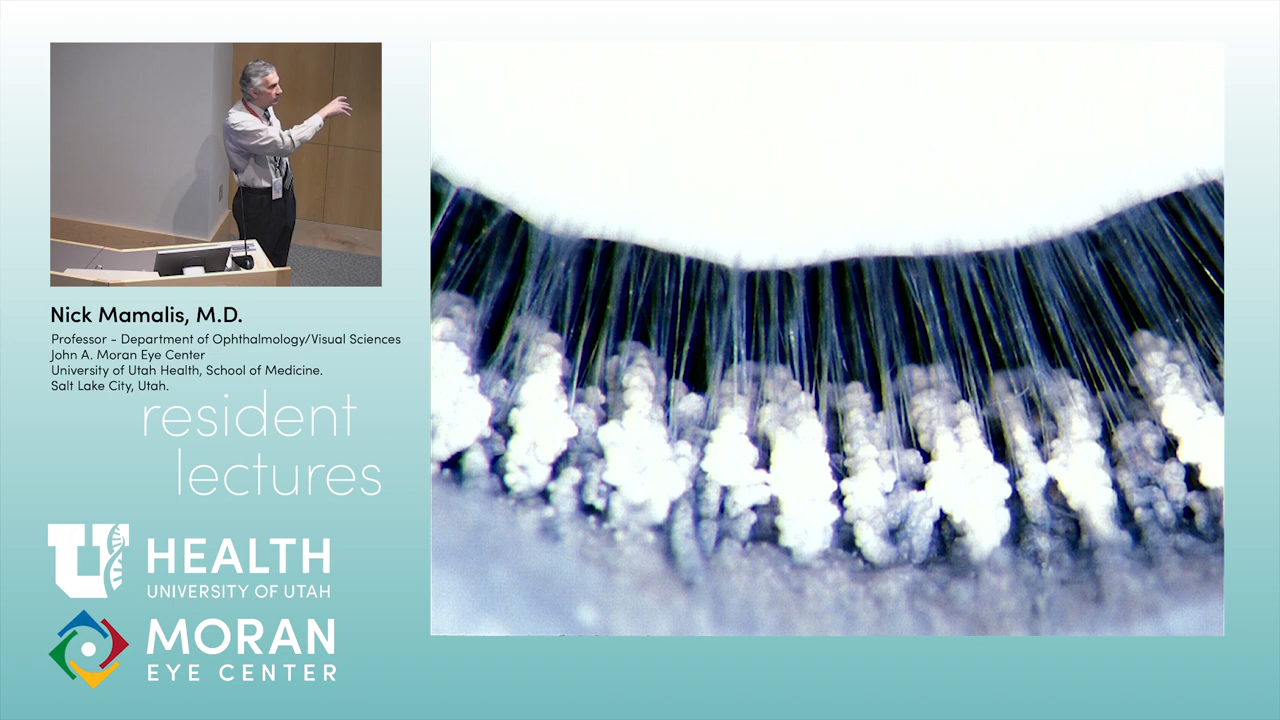 Nick Mamalis, M.D.
Professor - Department of Ophthalmology/Visual Sciences
John A. Moran Eye Center
University of Utah Health, School of Medicine.
Salt Lake City, Utah.
resident
lectures
U HEALTH
UNIVERSITY OF UTAH
MORAN
EYE CENTER